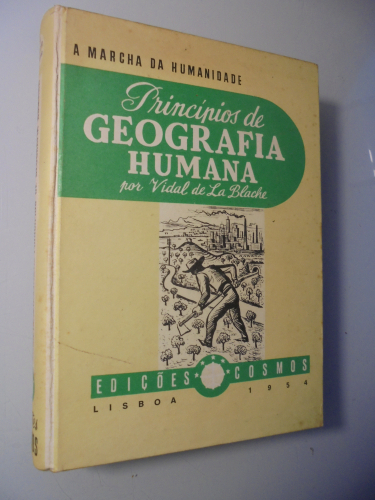 A MARCHA DA HUMANIDADE
Princípios de
GEOGRAFIA
HUMANA
por Vidal de La Blache
EDIÇÕES COSMOS
LISBOA 1954